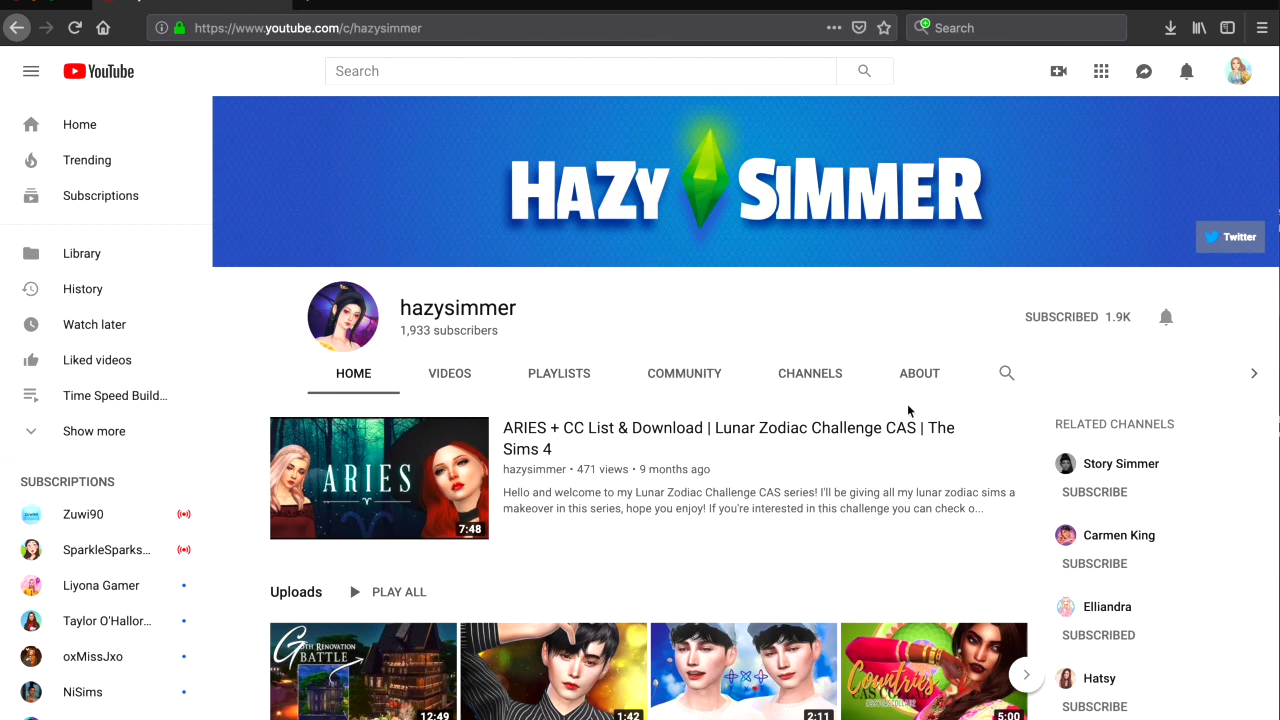 https://www.youtube.com/c/hazysimmer
Search
YouTube
Search
Home
Trending
Subscriptions
Library
History
Watch later
Liked videos
Time Speed Build...
Show more
SUBSCRIPTIONS
Zuwi90
SparkleSparks...
Liyona Gamer
Taylor O'Hallor...
oxMissJxo
NiSims
HAZY SIMMER
Twitter
hazysimmer
1,933 subscribers
SUBSCRIBED 1.9K
HOME VIDEOS PLAYLISTS COMMUNITY CHANNELS ABOUT
ARIES
7:48
ARIES + CC List & Download | Lunar Zodiac Challenge CAS | The
Sims 4
hazysimmer • 471 views • 9 months ago
Hello and welcome to my Lunar Zodiac Challenge CAS series! I'll be giving all my lunar zodiac sims a
makeover in this series, hope you enjoy! If you're interested in this challenge you can check o...
Uploads PLAY ALL
GOTH RENOVATION
BATTLE
12:49
1:42
2:11
Countries
5:00
RELATED CHANNELS
Story Simmer
SUBSCRIBE
Carmen King
SUBSCRIBE
Elliandra
SUBSCRIBED
Hatsy
SUBSCRIBE